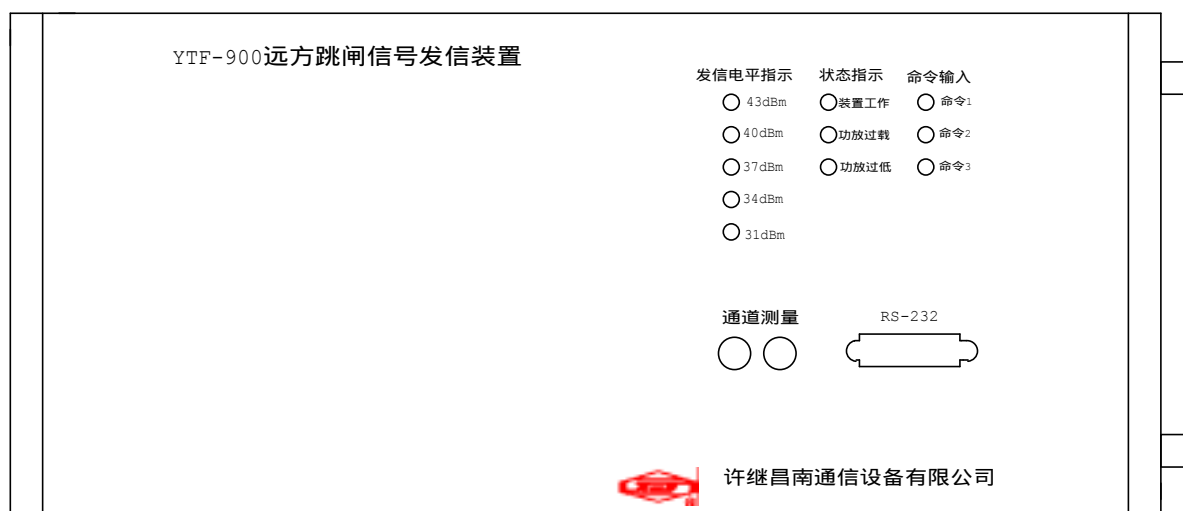 YTF-900远方跳闸信号发信装置
发信电平指示 状态指示 命令输入
43dBm 装置工作 命令1
40dBm 功放过载 命令2
37dBm 功放过低 命令3
34dBm
31dBm
通道测量 RS-232
许继昌南通信设备有限公司